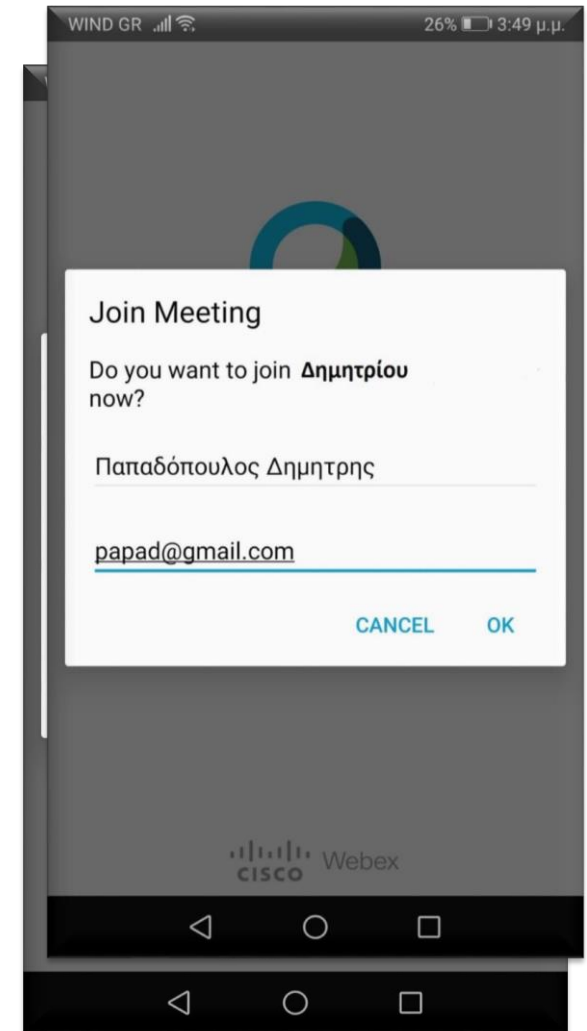 WIND GR 26% 3:49 μ.μ.
Join Meeting
Do you want to join Δημητρίου
now?
Παπαδόπουλος Δημητρης
papad@gmail.com
CANCEL OK
CISCO Webex